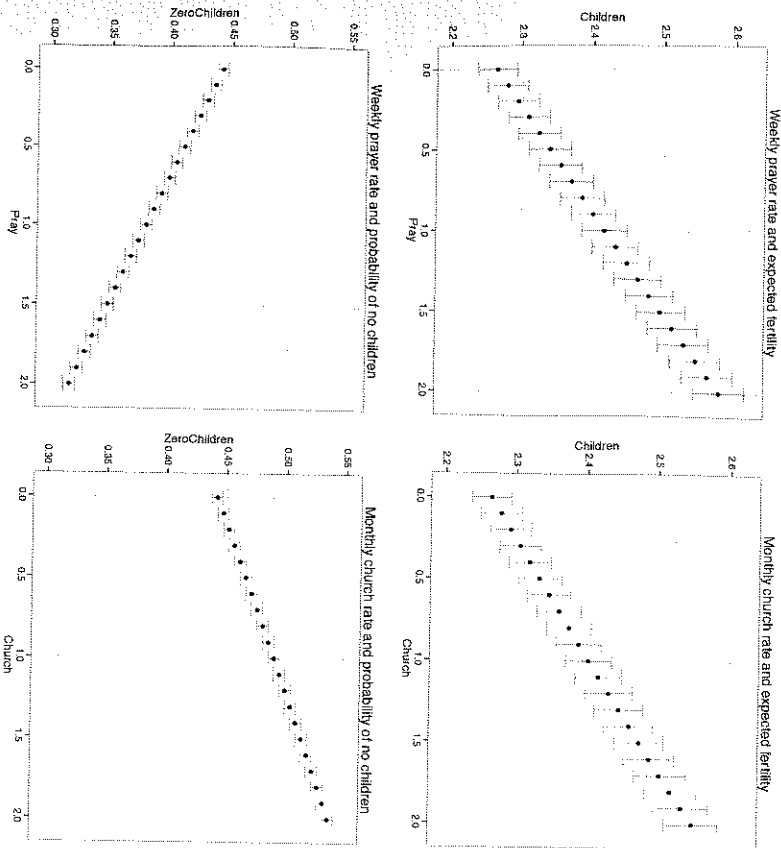 Weekly prayer rate and expected fertility
Children
2.6
2.5
2.4
2.3
2.2
0.0 0.5 1.0 1.5 2.0
Pray
Monthly church rate and expected fertility
Children
2.6
2.5
2.4
2.3
2.2
0.0 0.5 1.0 1.5 2.0
Church
Weekly prayer rate and probability of no children
ZeroChildren
0.55
0.50
0.45
0.40
0.35
0.30
0.0 0.5 1.0 1.5 2.0
Pray
Monthly church rate and probability of no children
ZeroChildren
0.55
0.50
0.45
0.40
0.35
0.30
0.0 0.5 1.0 1.5 2.0
Church